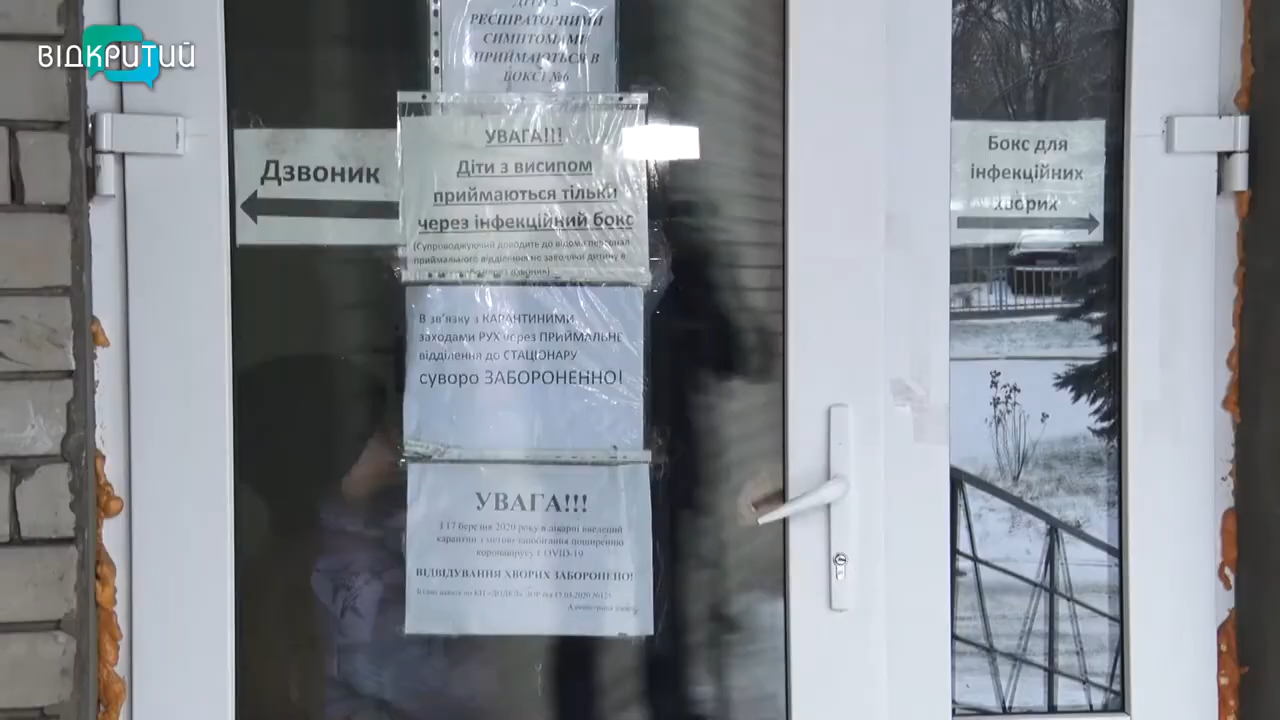 ВІДКРИТИЙ
ДІТИ З
РЕСПІРАТОРНИМИ
СИМПТОМАМИ
ПРИЙМАЮТЬСЯ В
БОКСІ №6
Дзвоник
УВАГА!!!
Діти з висипом
приймаються тільки
через інфекційний бокс
(Супроводжуючий доводить до відома персонал
приймального відділення не заводячи дитину в
В зв'язку з КАРАНТИНИМИ
заходами РУХ через ПРИЙМАЛЬНЕ
відділення до СТАЦІОНАРУ
суворо ЗАБОРОНЕННО!
УВАГА!!!
З 17 березня 2020 року в лікарні введений
карантин з метою запобігання поширенню
коронавірусу COVID-19
ВІДВІДУВАННЯ ХВОРИХ ЗАБОРОНЕНО!
Бокс для
інфекційних
хворих